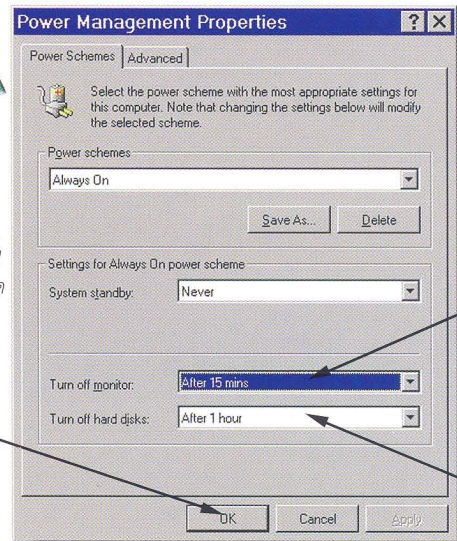 Power Management Properties
Power Schemes Advanced
Select the power scheme with the most appropriate settings for
this computer. Note that changing the settings below will modify
the selected scheme.
Power schemes
Always On
Save As... Delete
Settings for Always On power scheme
System standby: Never
Turn off monitor: After 15 mins
Turn off hard disks: After 1 hour
OK Cancel Apply